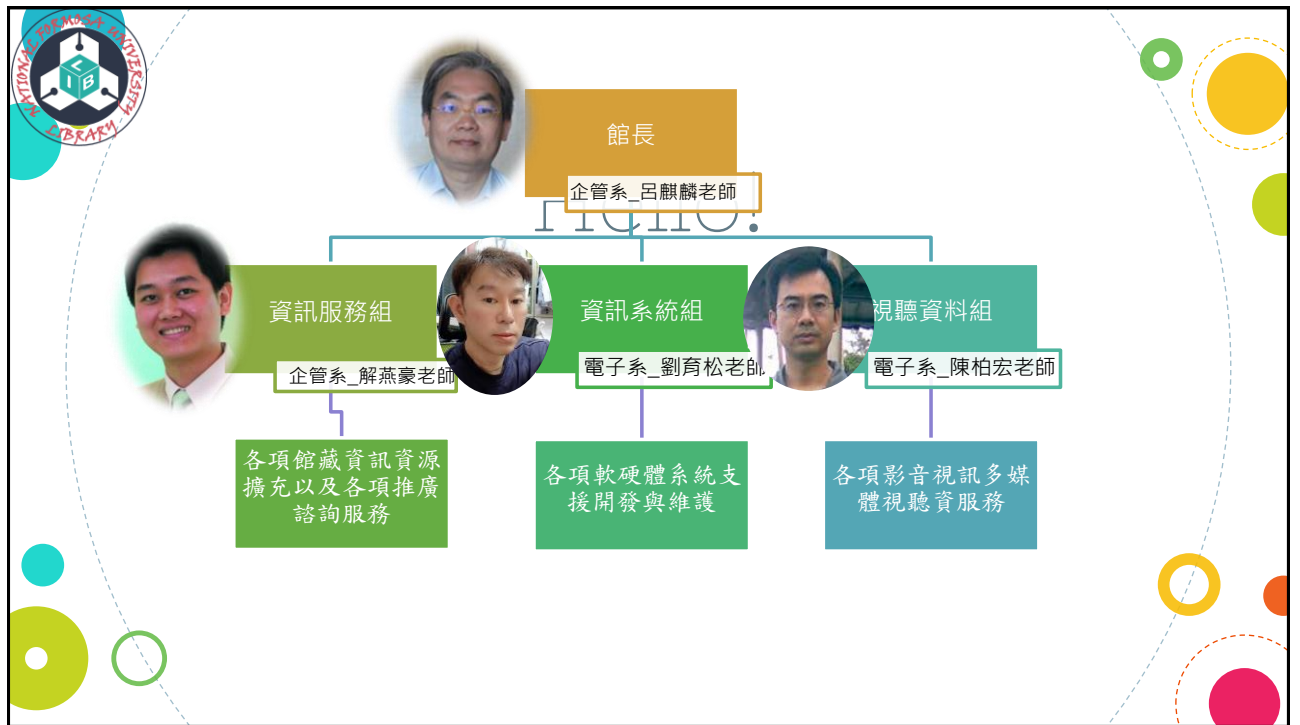 NATIONAL FORMOSA UNIVERSITY
LIB
LIBRARY
館長
企管系_呂麒麟老師
資訊服務組
資訊系統組
視聽資料組
企管系_解燕豪老師
電子系_劉育松老師
電子系_陳柏宏老師
各項館藏資訊資源
擴充以及各項推廣
諮詢服務
各項軟硬體系統支
援開發與維護
各項影音視訊多媒
體視聽資服務